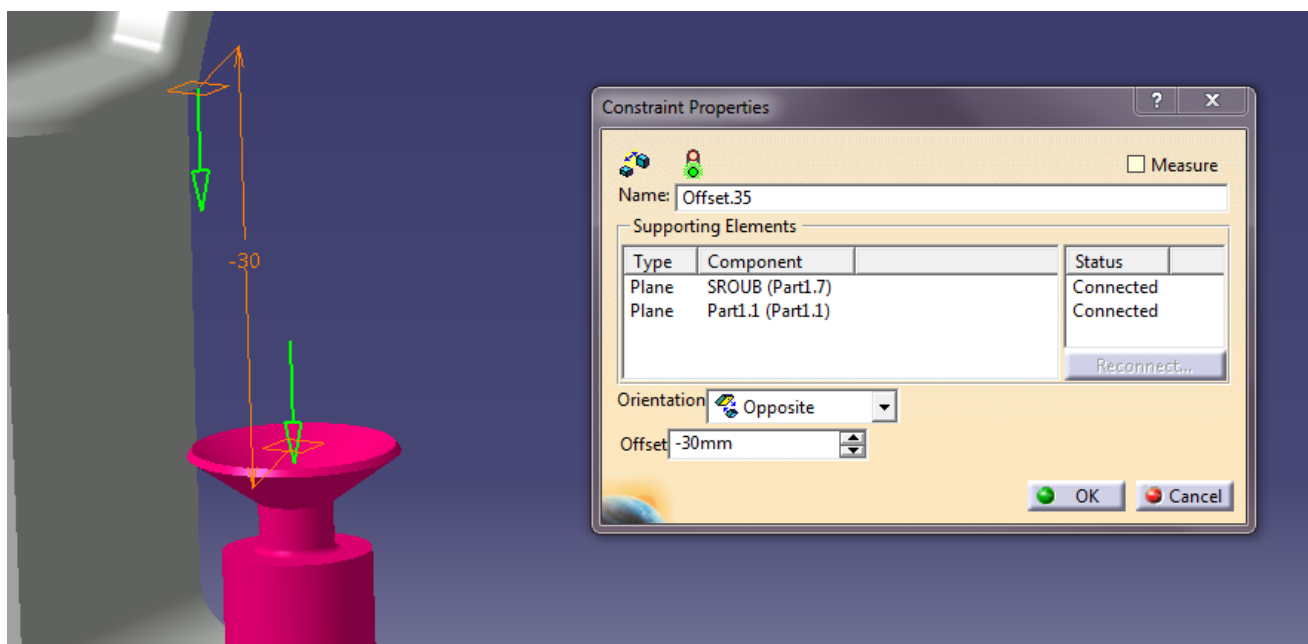 Constraint Properties
? X
Measure
Name: Offset.35
Supporting Elements
Type Component Status
Plane SROUB (Part1.7) Connected
Plane Part1.1 (Part1.1) Connected
Reconnect...
Orientation Opposite
Offset -30mm
OK Cancel
-30